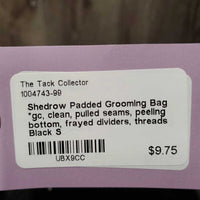 The Tack Collector
1004743-99
Shedrow Padded Grooming Bag
*gc, clean, pulled seams, peeling
bottom, frayed dividers, threads
Black S
UBX9CC
$9.75